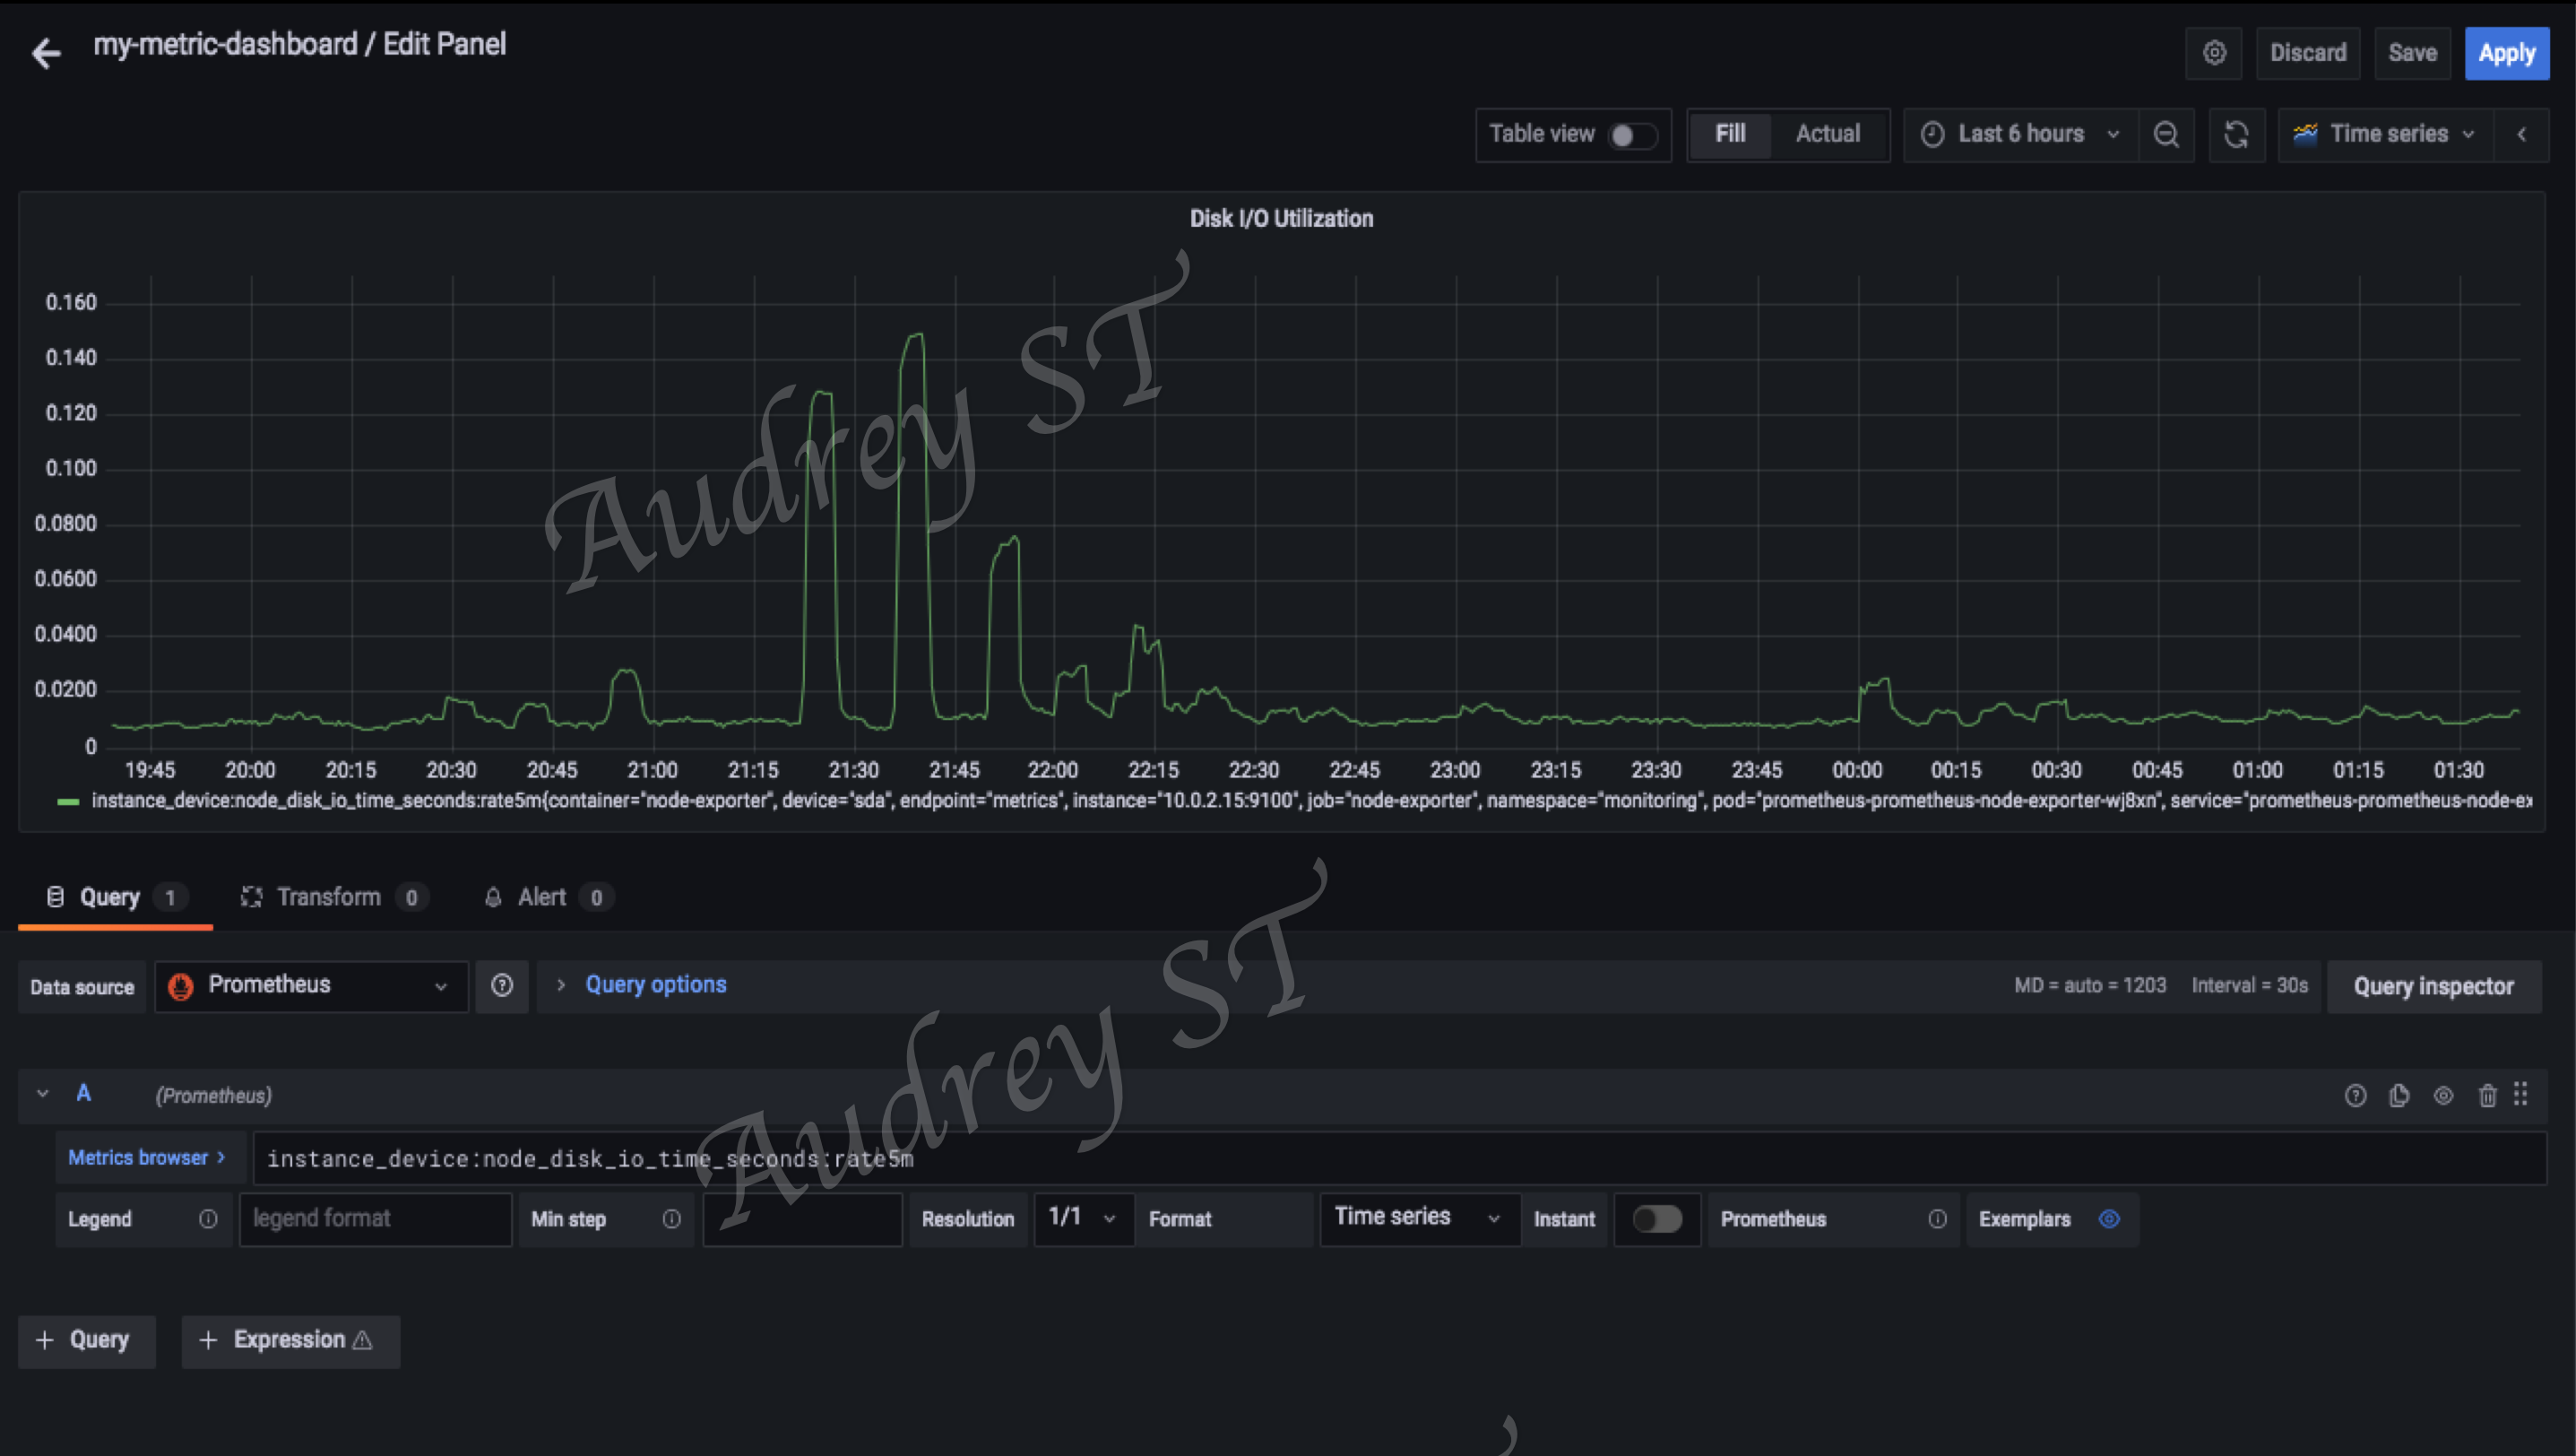 my-metric-dashboard / Edit Panel
Discard Save Apply
Table view Fill Actual Last 6 hours Time series
Disk I/O Utilization
0.160
0.140
0.120
0.100
0.0800
0.0600
0.0400
0.0200
0
19:45 20:00 20:15 20:30 20:45 21:00 21:15 21:30 21:45 22:00 22:15 22:30 22:45 23:00 23:15 23:30 23:45 00:00 00:15 00:30 00:45 01:00 01:15 01:30
instance_device:node_disk_io_time_seconds:rate5m{container="node-exporter", device="sda", endpoint="metrics", instance="10.0.2.15:9100", job="node-exporter", namespace="monitoring", pod="prometheus-prometheus-node-exporter-wj8xn", service="prometheus-prometheus-node-ex
Audrey ST
Query 1 Transform 0 Alert 0
Data source Prometheus Query options MD = auto = 1203 Interval = 30s Query inspector
A (Prometheus)
Audrey ST
Metrics browser > instance_device:node_disk_io_time_seconds:rate5m
Legend legend format Min step Resolution 1/1 Format Time series Instant Prometheus Exemplars
+ Query + Expression